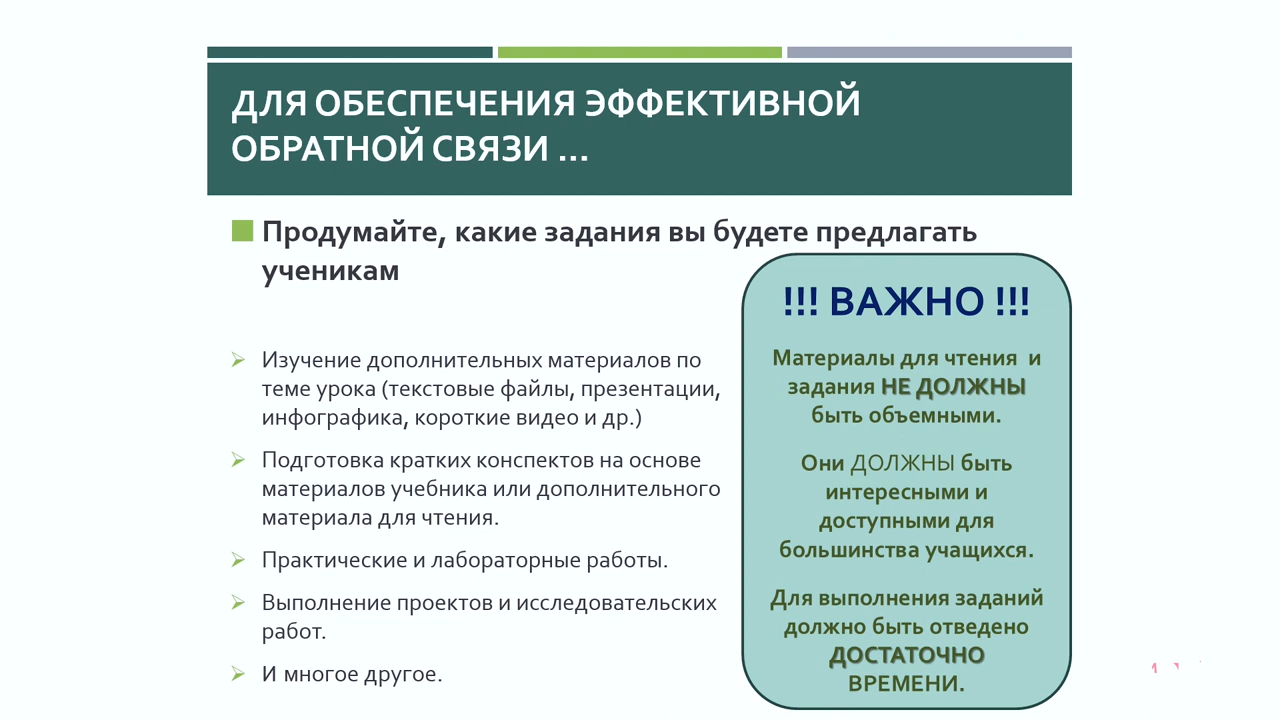 ДЛЯ ОБЕСПЕЧЕНИЯ ЭФФЕКТИВНОЙ
ОБРАТНОЙ СВЯЗИ ...
Продумайте, какие задания вы будете предлагать
ученикам
Изучение дополнительных материалов по
теме урока (текстовые файлы, презентации,
инфографика, короткие видео и др.)
Подготовка кратких конспектов на основе
материалов учебника или дополнительного
материала для чтения.
Практические и лабораторные работы.
Выполнение проектов и исследовательских
работ.
И многое другое.
!!! ВАЖНО !!!
Материалы для чтения и
задания НЕ ДОЛЖНЫ
быть объемными.
Они ДОЛЖНЫ быть
интересными и
доступными для
большинства учащихся.
Для выполнения заданий
должно быть отведено
ДОСТАТОЧНО
ВРЕМЕНИ.